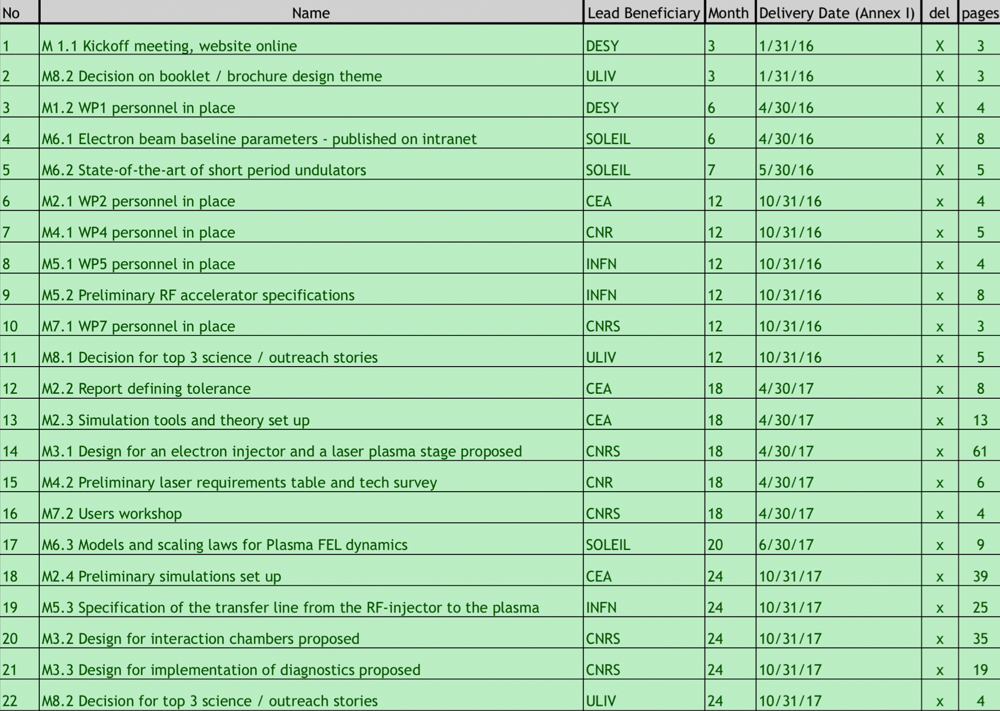 No Name Lead Beneficiary Month Delivery Date (Annex I) del pages
1 M 1.1 Kickoff meeting, website online DESY 3 1/31/16 X 3
2 M8.2 Decision on booklet / brochure design theme ULIV 3 1/31/16 X 3
3 M1.2 WP1 personnel in place DESY 6 4/30/16 X 4
4 M6.1 Electron beam baseline parameters - published on intranet SOLEIL 6 4/30/16 X 8
5 M6.2 State-of-the-art of short period undulators SOLEIL 7 5/30/16 X 5
6 M2.1 WP2 personnel in place CEA 12 10/31/16 x 4
7 M4.1 WP4 personnel in place CNR 12 10/31/16 x 5
8 M5.1 WP5 personnel in place INFN 12 10/31/16 x 4
9 M5.2 Preliminary RF accelerator specifications INFN 12 10/31/16 x 8
10 M7.1 WP7 personnel in place CNRS 12 10/31/16 x 3
11 M8.1 Decision for top 3 science / outreach stories ULIV 12 10/31/16 x 5
12 M2.2 Report defining tolerance CEA 18 4/30/17 x 8
13 M2.3 Simulation tools and theory set up CEA 18 4/30/17 x 13
14 M3.1 Design for an electron injector and a laser plasma stage proposed CNRS 18 4/30/17 x 61
15 M4.2 Preliminary laser requirements table and tech survey CNR 18 4/30/17 x 6
16 M7.2 Users workshop CNRS 18 4/30/17 x 4
17 M6.3 Models and scaling laws for Plasma FEL dynamics SOLEIL 20 6/30/17 x 9
18 M2.4 Preliminary simulations set up CEA 24 10/31/17 x 39
19 M5.3 Specification of the transfer line from the RF-injector to the plasma INFN 24 10/31/17 x 25
20 M3.2 Design for interaction chambers proposed CNRS 24 10/31/17 x 35
21 M3.3 Design for implementation of diagnostics proposed CNRS 24 10/31/17 x 19
22 M8.2 Decision for top 3 science / outreach stories ULIV 24 10/31/17 x 4